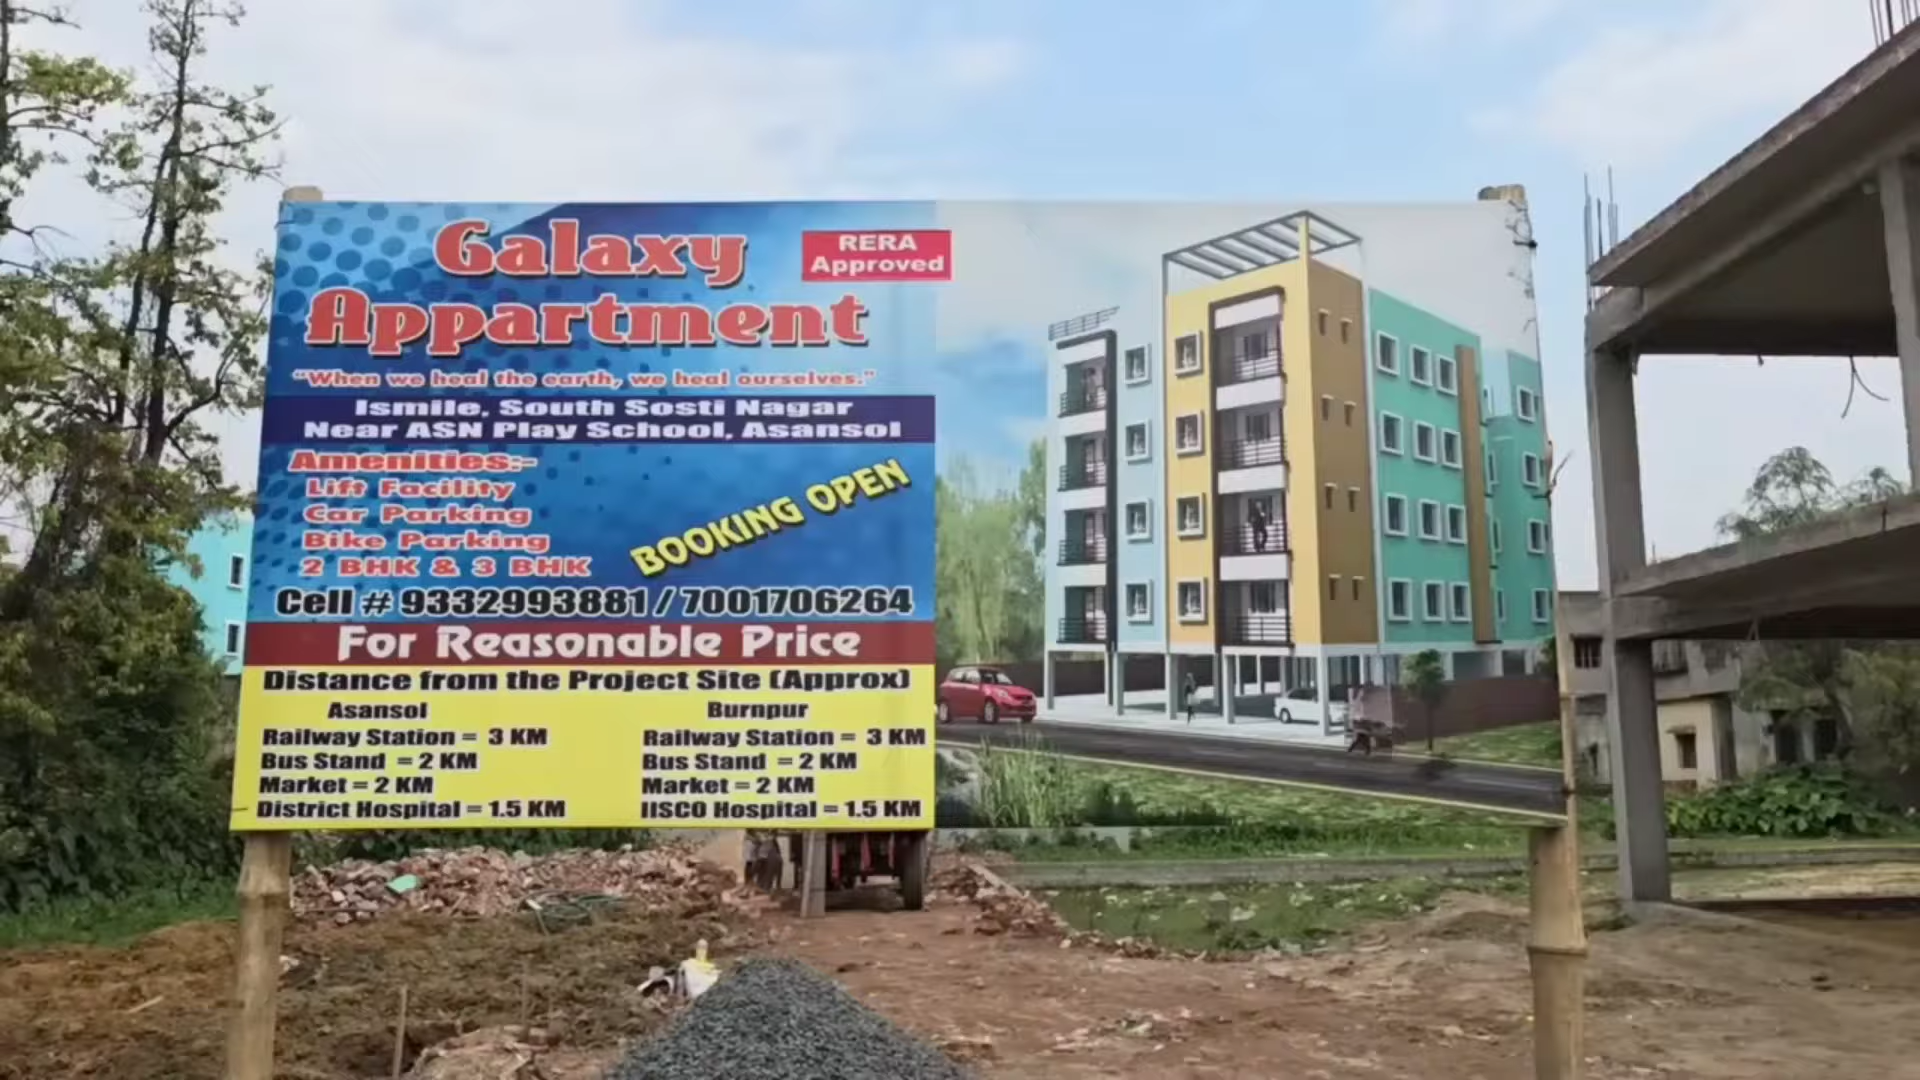 Galaxy
Appartment
RERA
Approved
"When we heal the earth, we heal ourselves."
Ismile, South Sosti Nagar
Near ASN Play School, Asansol
Amenities:-
Lift Facility
Car Parking
Bike Parking
2 BHK & 3 BHK
BOOKING OPEN
Cell # 9332993881 / 7001706264
For Reasonable Price
Distance from the Project Site (Approx)
Asansol
Railway Station = 3 KM
Bus Stand = 2 KM
Market = 2 KM
District Hospital = 1.5 KM
Burnpur
Railway Station = 3 KM
Bus Stand = 2 KM
Market = 2 KM
IISCO Hospital = 1.5 KM